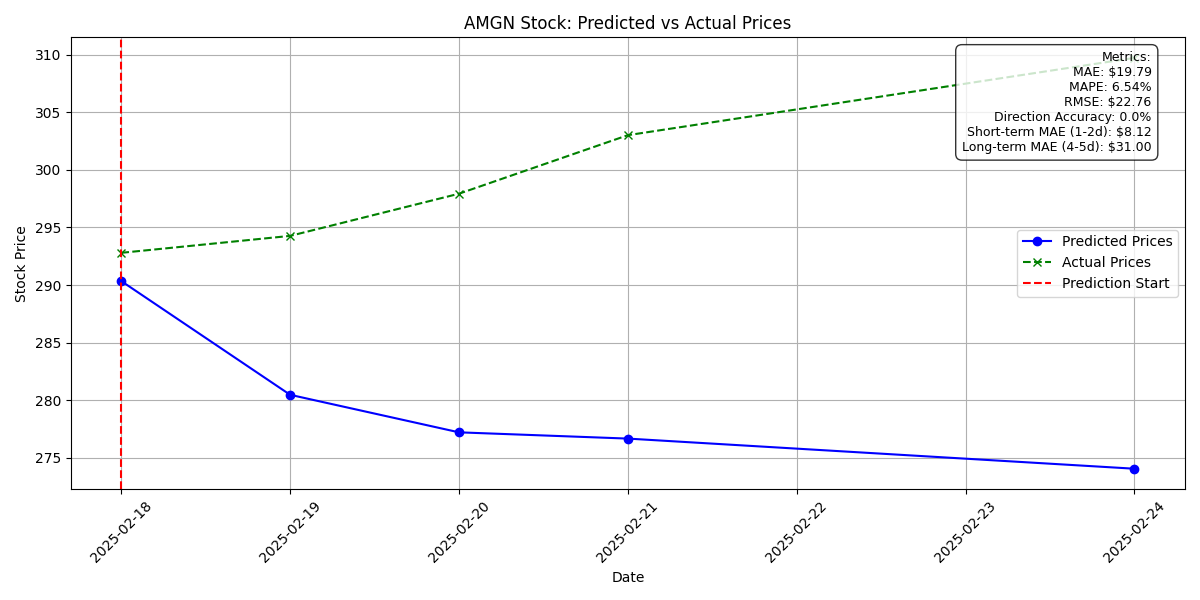 AMGN Stock: Predicted vs Actual Prices
Stock Price
310
305
300
295
290
285
280
275
Metrics:
MAE: $19.79
MAPE: 6.54%
RMSE: $22.76
Direction Accuracy: 0.0%
Short-term MAE (1-2d): $8.12
Long-term MAE (4-5d): $31.00
Predicted Prices
Actual Prices
Prediction Start
2025-02-18
2025-02-19
2025-02-20
2025-02-21
2025-02-22
2025-02-23
2025-02-24
Date